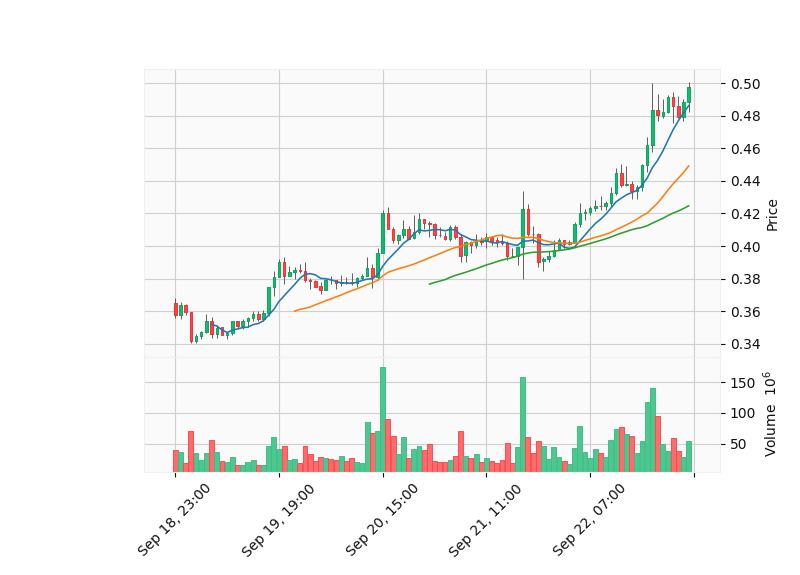 0.50
0.48
0.46
0.44
0.42
0.40
0.38
0.36
0.34
Price
150
100
50
Volume 10^6
Sep 18, 23:00
Sep 19, 19:00
Sep 20, 15:00
Sep 21, 11:00
Sep 22, 07:00